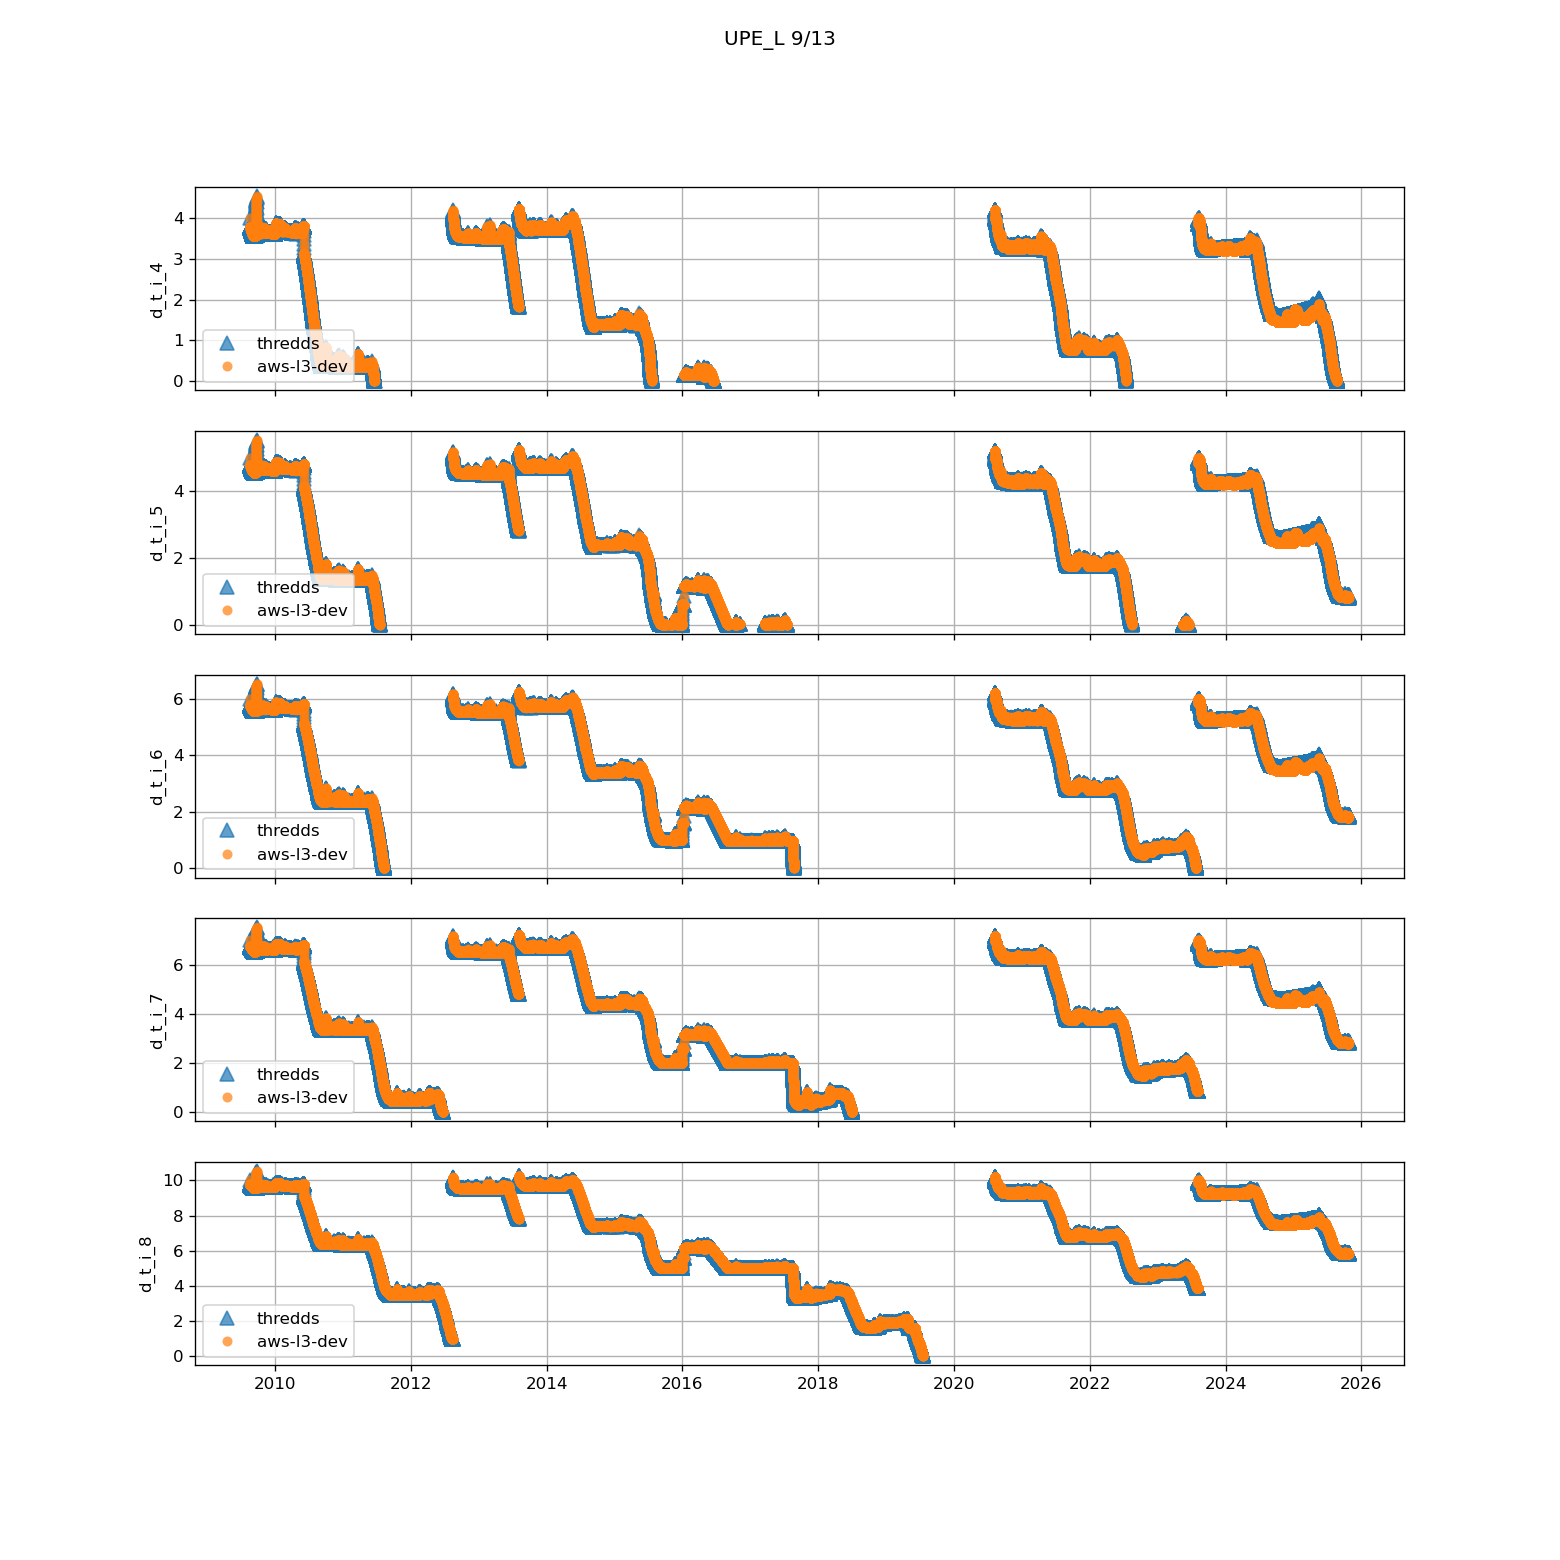 UPE_L 9/13
4
3
2
1
0
d_t_i_4
thredds
aws-l3-dev
4
2
0
d_t_i_5
thredds
aws-l3-dev
6
4
2
0
d_t_i_6
thredds
aws-l3-dev
6
4
2
0
d_t_i_7
thredds
aws-l3-dev
10
8
6
4
2
0
d_t_i_8
thredds
aws-l3-dev
2010 2012 2014 2016 2018 2020 2022 2024 2026